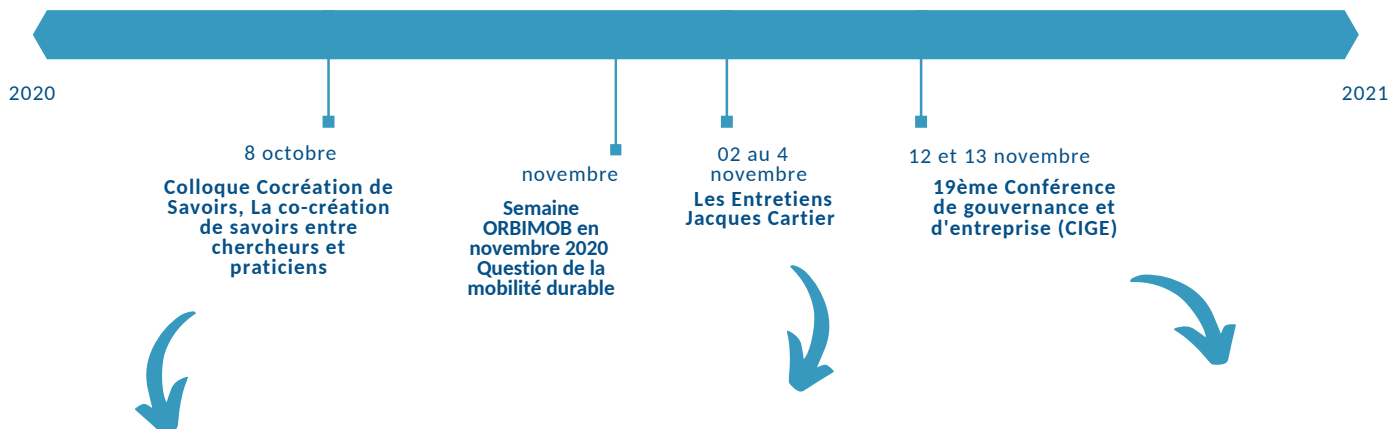 2020
2021
8 octobre
Colloque Cocréation de
Savoirs, La co-création
de savoirs entre
chercheurs et
praticiens
novembre
Semaine
ORBIMOB en
novembre 2020
Question de la
mobilité durable
02 au 4
novembre
Les Entretiens
Jacques Cartier
12 et 13 novembre
19ème Conférence
de gouvernance et
d'entreprise (CIGE)